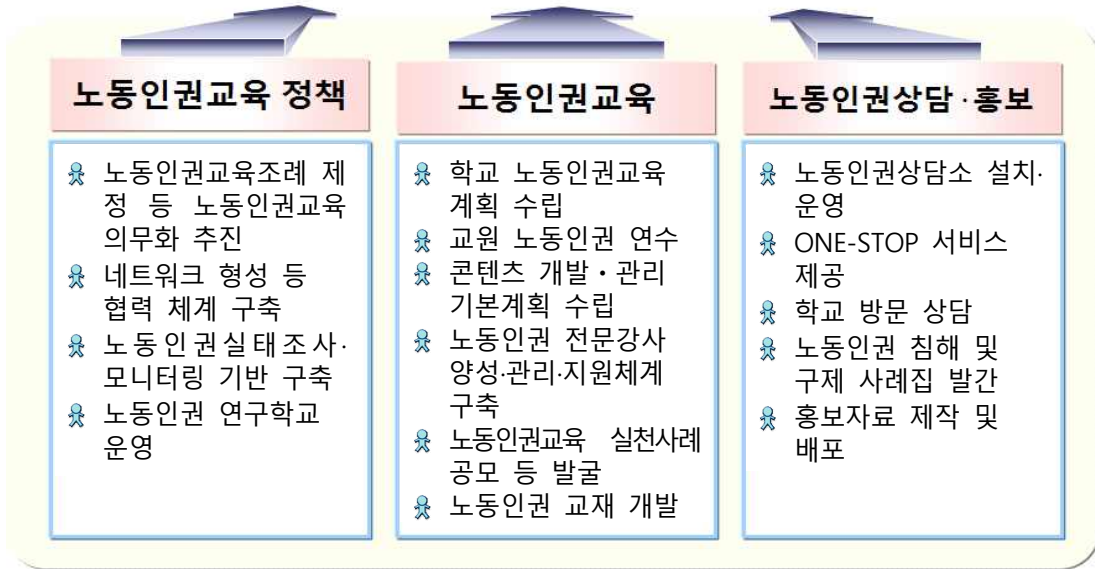 노동인권교육 정책
노동인권교육조례 제
정 등 노동인권교육
의무화 추진
네트워크 형성 등
협력 체계 구축
노동인권실태조사·
모니터링 기반 구축
노동인권 연구학교
운영
노동인권교육
학교 노동인권교육
계획 수립
교원 노동인권 연수
콘텐츠 개발·관리
기본계획 수립
노동인권 전문강사
양성·관리·지원체계
구축
노동인권교육 실천사례
공모 등 발굴
노동인권 교재 개발
노동인권상담·홍보
노동인권상담소 설치·
운영
ONE-STOP 서비스
제공
학교 방문 상담
노동인권 침해 및
구제 사례집 발간
홍보자료 제작 및
배포